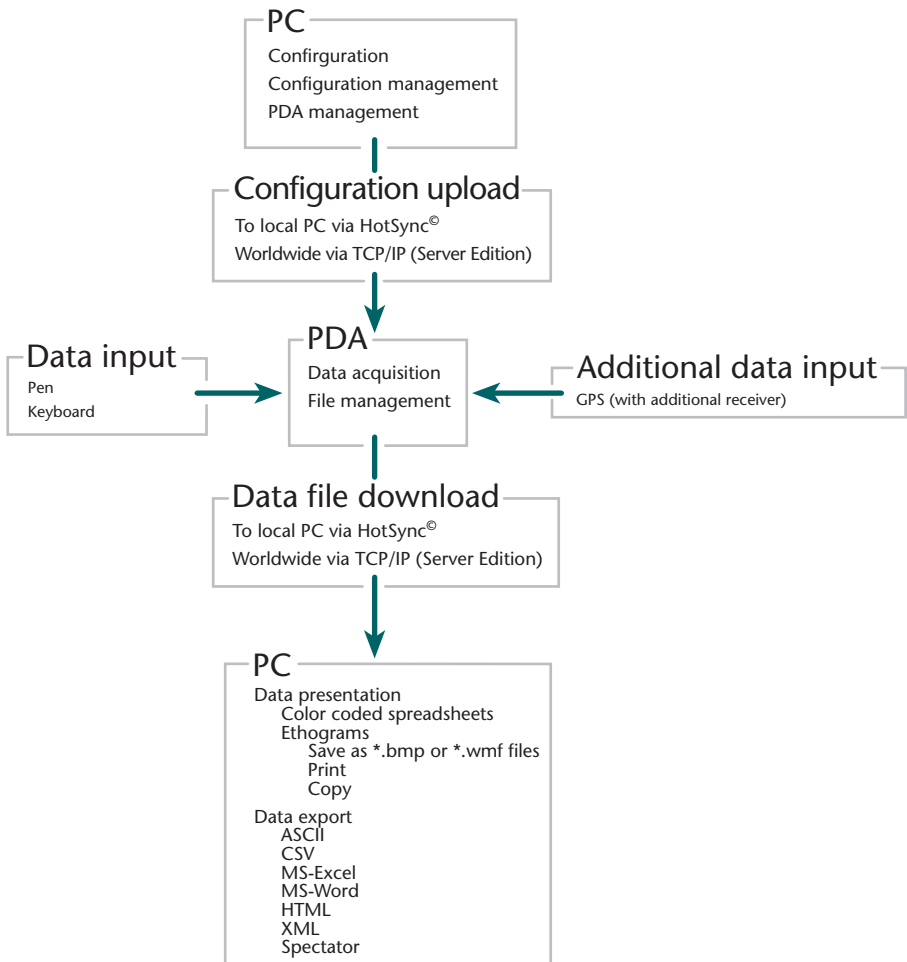 PC
Confirguration
Configuration management
PDA management
Configuration upload
To local PC via HotSync©
Worldwide via TCP/IP (Server Edition)
Data input
Pen
Keyboard
PDA
Data acquisition
File management
Additional data input
GPS (with additional receiver)
Data file download
To local PC via HotSync©
Worldwide via TCP/IP (Server Edition)
PC
Data presentation
Color coded spreadsheets
Ethograms
Save as *.bmp or *.wmf files
Print
Copy
Data export
ASCII
CSV
MS-Excel
MS-Word
HTML
XML
Spectator